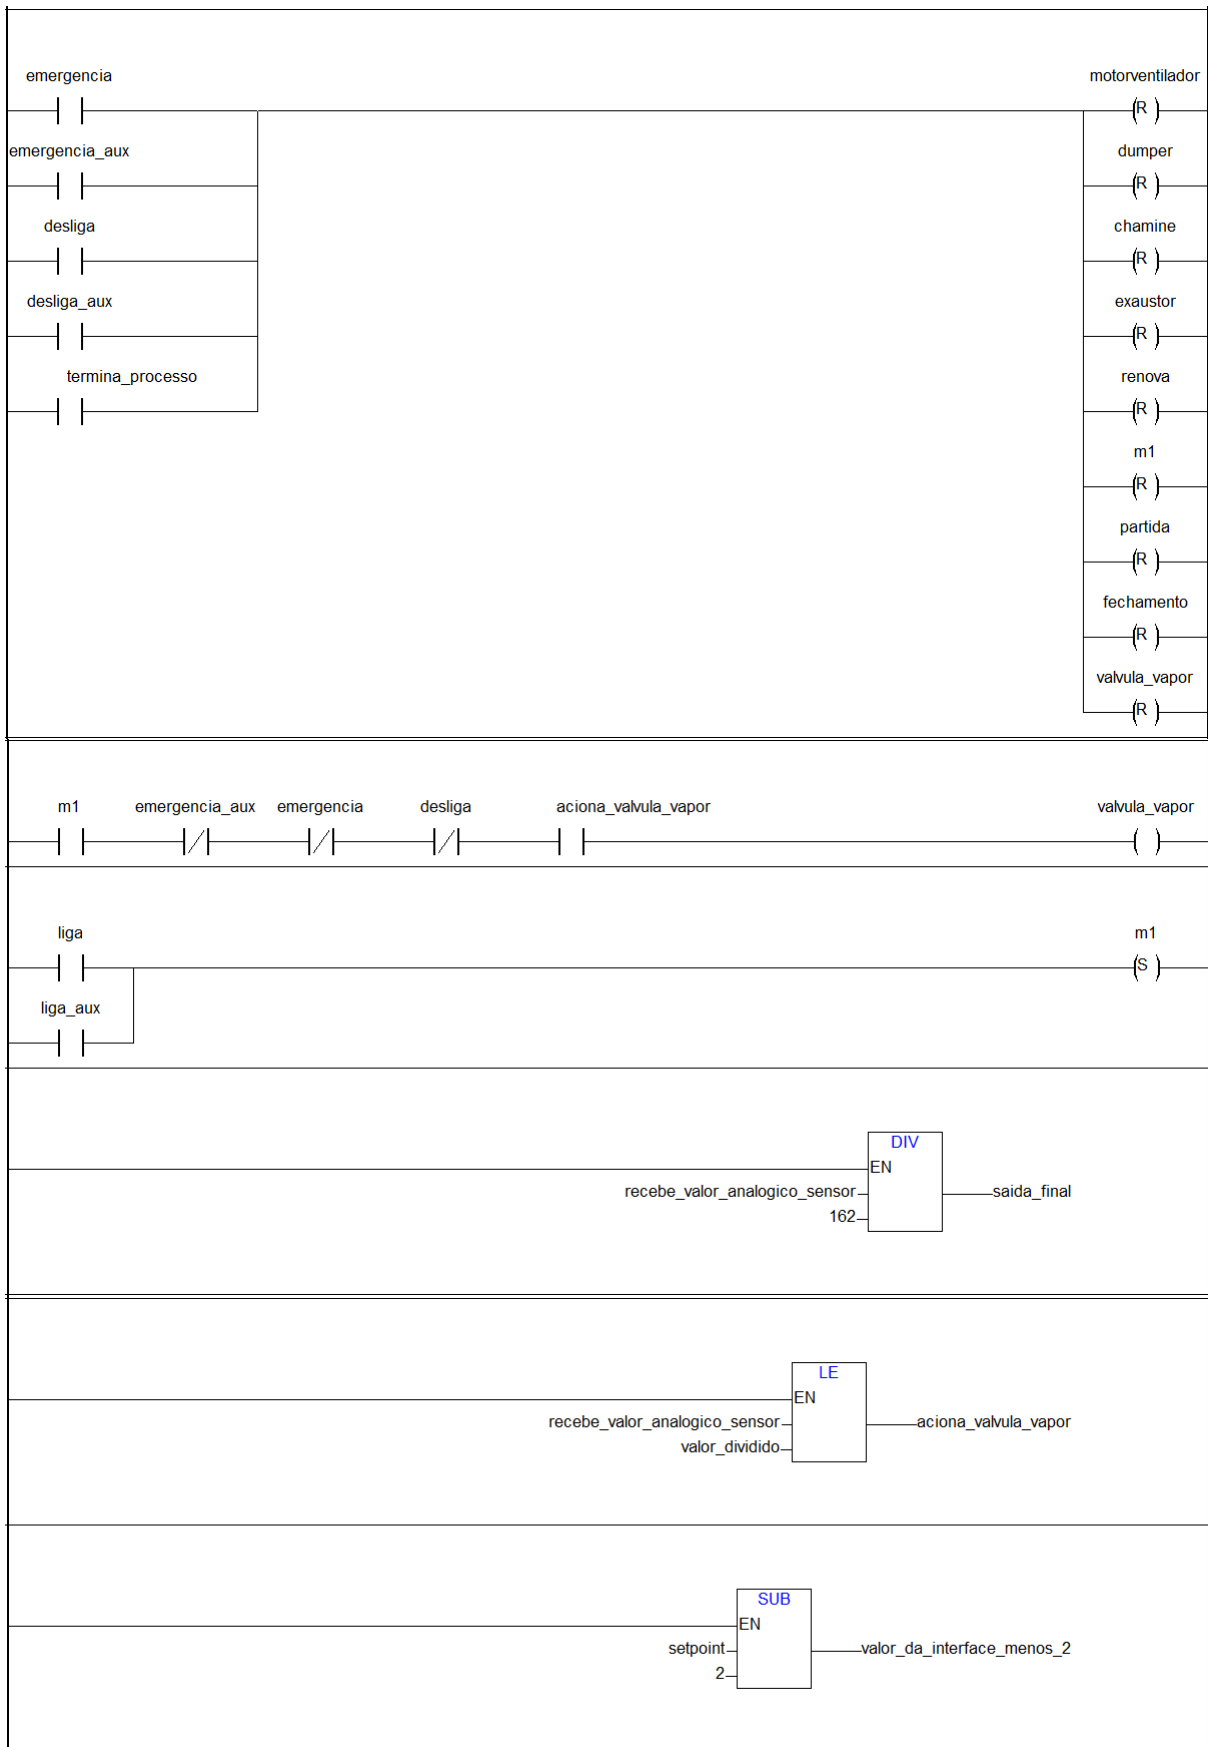 emergencia motorventilador
R
emergencia_aux dumper
R
desliga chamine
R
desliga_aux exaustor
R
termina_processo renova
R
m1
R
partida
R
fechamento
R
valvula_vapor
R
m1 emergencia_aux emergencia desliga aciona_valvula_vapor valvula_vapor
liga m1
S
liga_aux
DIV
EN
recebe_valor_analogico_sensor saida_final
162
LE
EN
recebe_valor_analogico_sensor aciona_valvula_vapor
valor_dividido
SUB
EN
setpoint valor_da_interface_menos_2
2